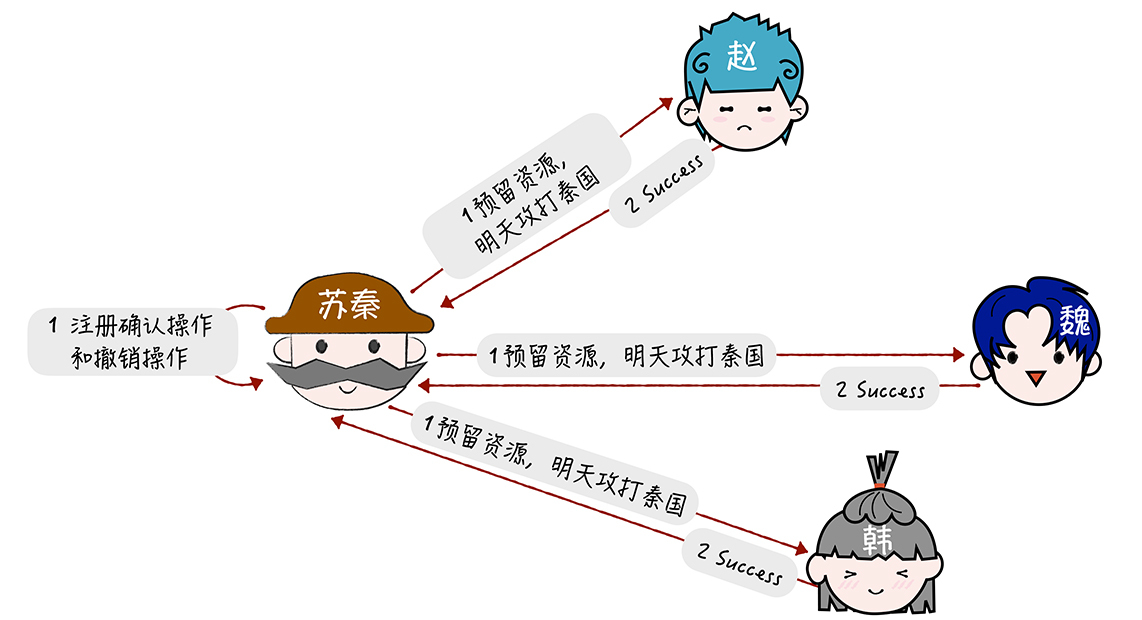 赵
1 预留资源,
明天攻打秦国
2 Success
苏秦
1 注册确认操作
和撤销操作
魏
1 预留资源，明天攻打秦国
2 Success
1 预留资源，明天攻打秦国
韩
2 Success